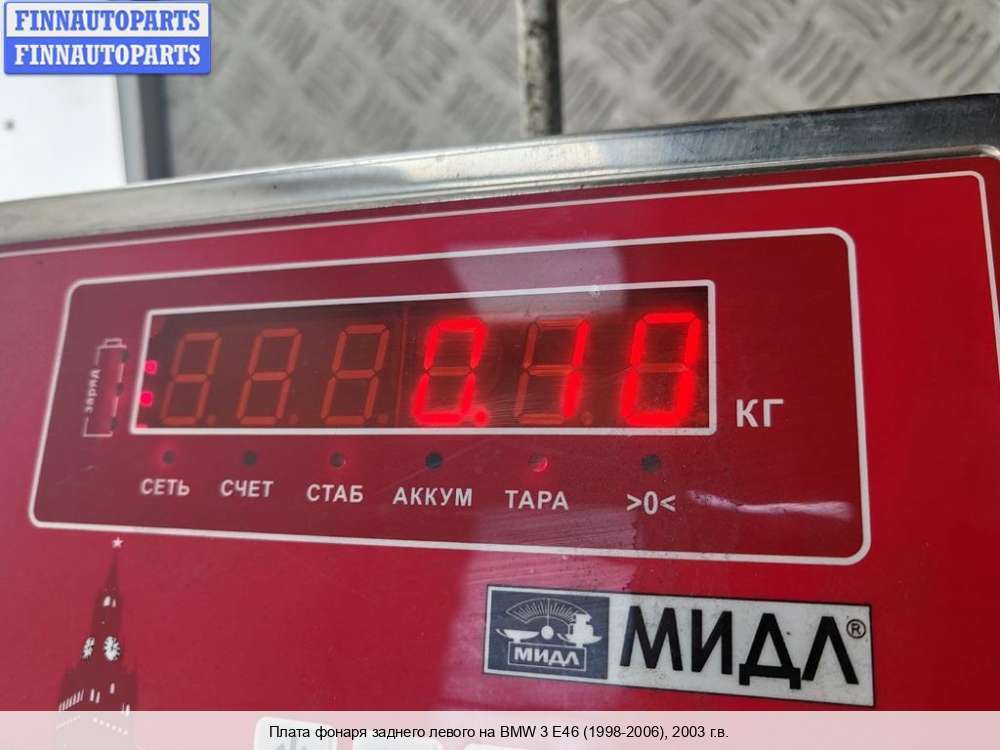 FINNAUTOPARTS
FINNAUTOPARTS
0.10 КГ
заряд
СЕТЬ СЧЕТ СТАБ АККУМ ТАРА >0<
МИДЛ МИДЛ®
Плата фонаря заднего левого на BMW 3 E46 (1998-2006), 2003 г.в.